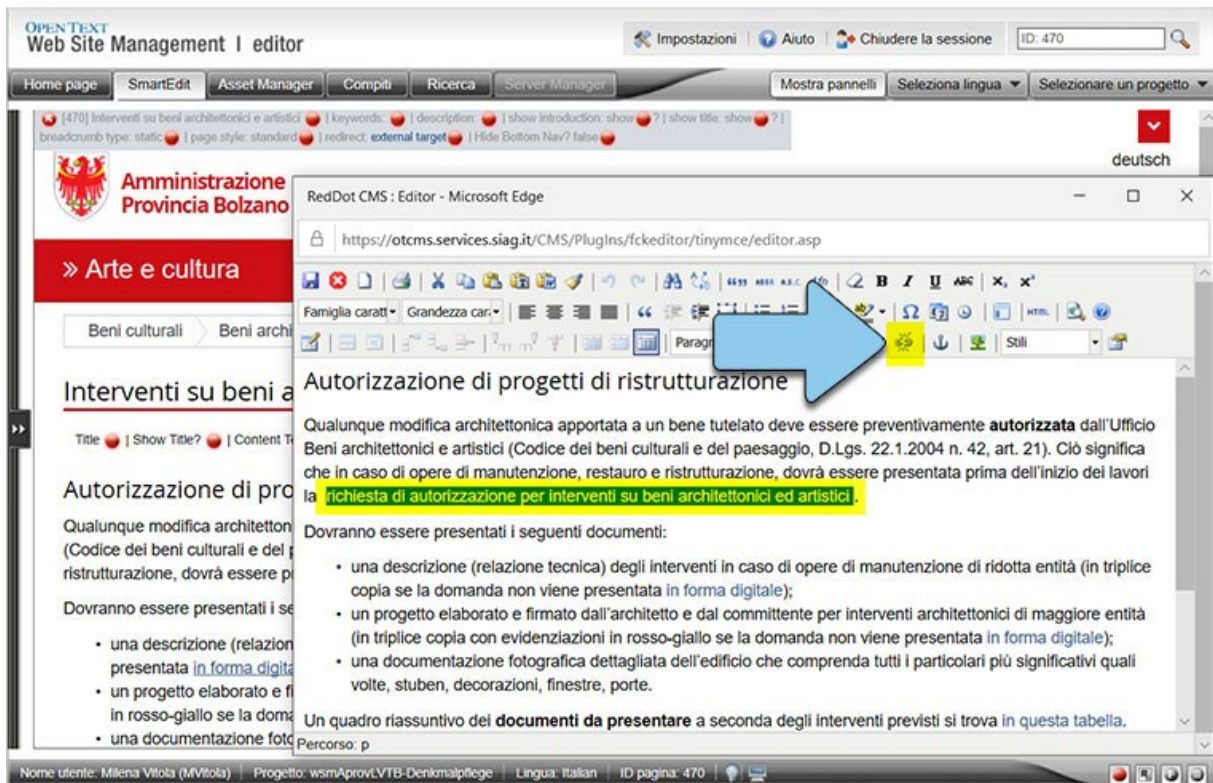 OPEN TEXT
Web Site Management | editor
Impostazioni | Aiuto | Chiudere la sessione
ID: 470
Home page
SmartEdit
Asset Manager
Compiti
Ricerca
Server Manager
Mostra pannelli
Seleziona lingua
Selezionare un progetto
[470] Interventi su beni architettonici e artistici | keywords: | description: | show introduction: show ? | show title: show ? |
breadcrumb type: static | page style: standard | redirect: external target | Hide Bottom Nav? false
deutsch
Amministrazione
Provincia Bolzano
» Arte e cultura
Beni culturali
Beni archi
Interventi su beni a
Title | Show Title? | Content T
Autorizzazione di pro
Qualunque modifica architetton
(Codice dei beni culturali e del p
ristrutturazione, dovrà essere p
Dovranno essere presentati i se
• una descrizione (relazion
presentata in forma digita
• un progetto elaborato e fi
in rosso-giallo se la doma
• una documentazione foto
RedDot CMS : Editor - Microsoft Edge
https://otcms.services.siag.it/CMS/PlugIns/fckeditor/tinymce/editor.asp
B I U ABC x, x²
Famiglia caratt
Grandezza car
HTML
Paragr
Stili
Autorizzazione di progetti di ristrutturazione
Qualunque modifica architettonica apportata a un bene tutelato deve essere preventivamente autorizzata dall'Ufficio
Beni architettonici e artistici (Codice dei beni culturali e del paesaggio, D.Lgs. 22.1.2004 n. 42, art. 21). Ciò significa
che in caso di opere di manutenzione, restauro e ristrutturazione, dovrà essere presentata prima dell'inizio dei lavori
la richiesta di autorizzazione per interventi su beni architettonici ed artistici.
Dovranno essere presentati i seguenti documenti:
• una descrizione (relazione tecnica) degli interventi in caso di opere di manutenzione di ridotta entità (in triplice
copia se la domanda non viene presentata in forma digitale);
• un progetto elaborato e firmato dall'architetto e dal committente per interventi architettonici di maggiore entità
(in triplice copia con evidenziazioni in rosso-giallo se la domanda non viene presentata in forma digitale);
• una documentazione fotografica dettagliata dell'edificio che comprenda tutti i particolari più significativi quali
volte, stuben, decorazioni, finestre, porte.
Un quadro riassuntivo dei documenti da presentare a seconda degli interventi previsti si trova in questa tabella.
Percorso: p
Nome utente: Milena Vitola (MVitola) | Progetto: wsmAprovLVTB-Denkmalpflege | Lingua: Italian | ID pagina: 470